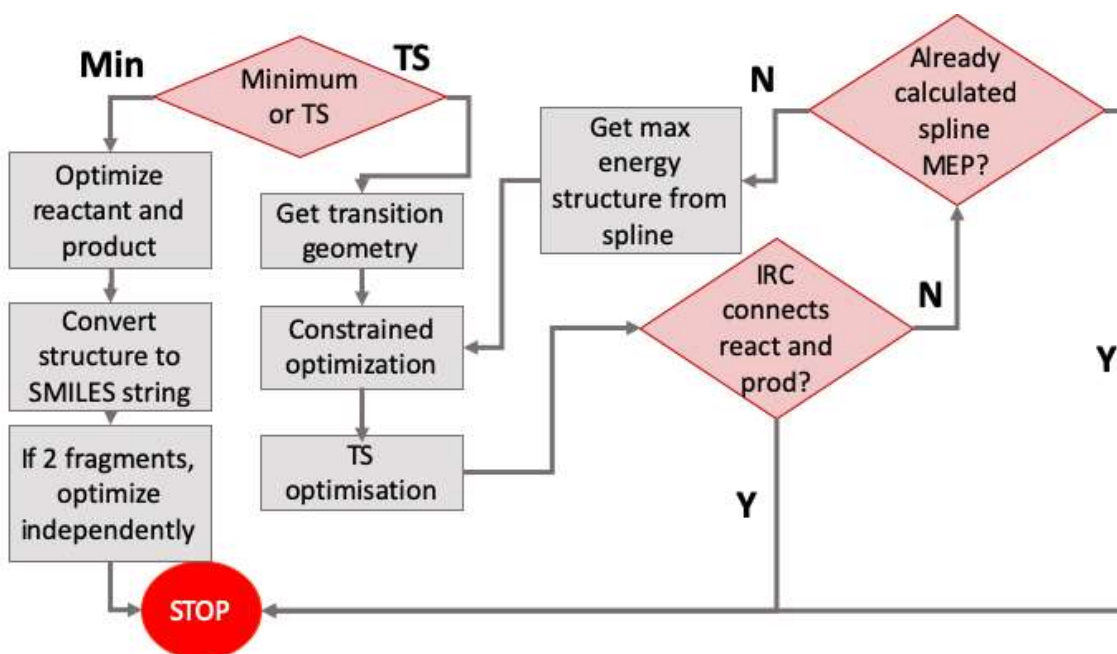 Min
Minimum
or TS
TS
Optimize
reactant and
product
Convert
structure to
SMILES string
If 2 fragments,
optimize
independently
STOP
Get transition
geometry
Constrained
optimization
TS
optimisation
Get max
energy
structure from
spline
N
Already
calculated
spline
MEP?
IRC
connects
react and
prod?
N
Y
Y